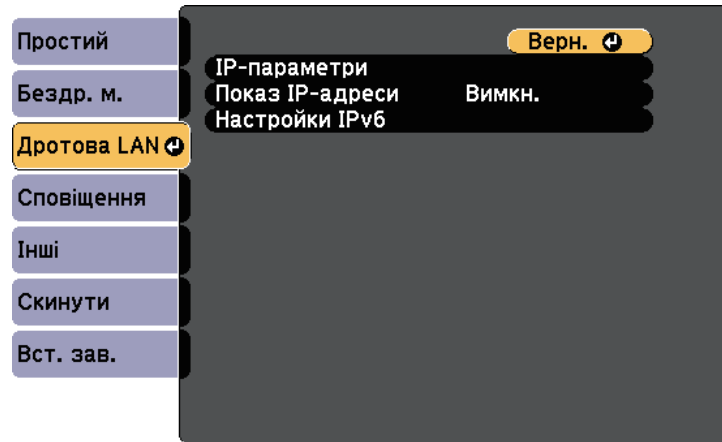 Простий
Бездр. м.
Дротова LAN
Сповіщення
Інші
Скинути
Вст. зав.
Верн.
IP-параметри
Показ IP-адреси Вимкн.
Настройки IPv6